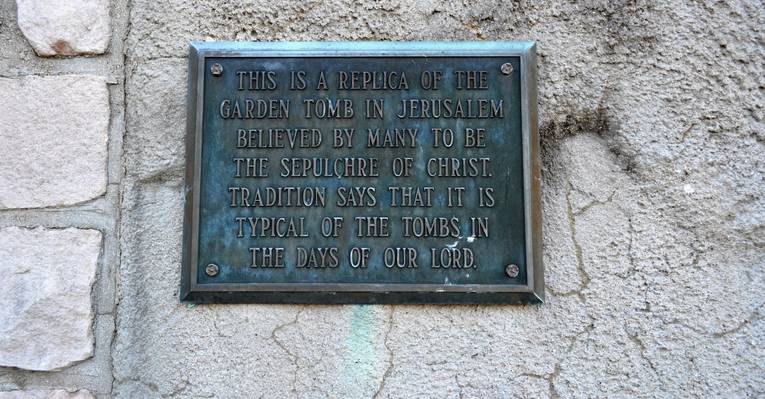 THIS IS A REPLICA OF THE
GARDEN TOMB IN JERUSALEM
BELIEVED BY MANY TO BE
THE SEPULCHRE OF CHRIST.
TRADITION SAYS THAT IT IS
TYPICAL OF THE TOMBS IN
THE DAYS OF OUR LORD.